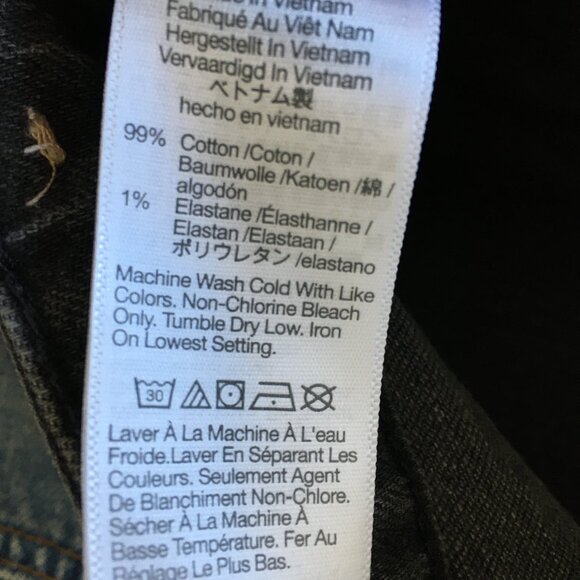 in Vietnam
Fabriqué Au Viêt Nam
Hergestellt In Vietnam
Vervaardigd In Vietnam
ベトナム製
hecho en vietnam
99% Cotton /Coton /
Baumwolle /Katoen /綿 /
algodón
1% Elastane /Élasthanne /
Elastan /Elastaan /
ポリウレタン /elastano
Machine Wash Cold With Like
Colors. Non-Chlorine Bleach
Only. Tumble Dry Low. Iron
On Lowest Setting.
30
Laver À La Machine À L'eau
Froide.Laver En Séparant Les
Couleurs. Seulement Agent
De Blanchiment Non-Chlore.
Sécher À La Machine À
Basse Température. Fer Au
Réglage Le Plus Bas.